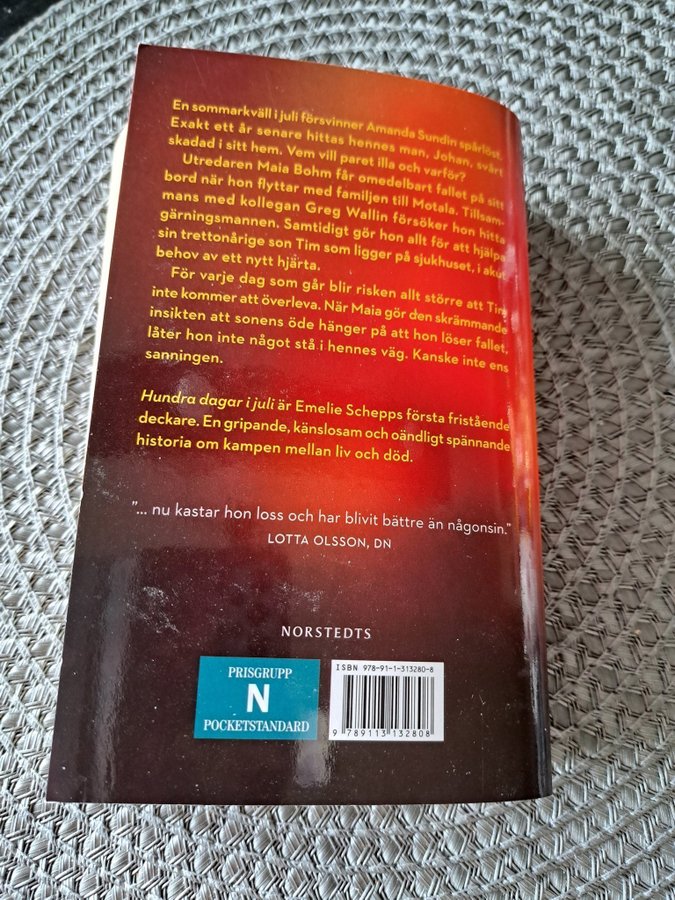 En sommarkväll i juli försvinner Amanda Sundin spårlöst.
Exakt ett år senare hittas hennes man, Johan, svårt
skadad i sitt hem. Vem vill paret illa och varför?
Utredaren Maia Bohm får omedelbart fallet på sitt
bord när hon flyttar med familjen till Motala. Tillsam-
mans med kollegan Greg Wallin försöker hon hitta
gärningsmannen. Samtidigt gör hon allt för att hjälpa
sin trettonårige son Tim som ligger på sjukhuset, i akut
behov av ett nytt hjärta.
För varje dag som går blir risken allt större att Tim
inte kommer att överleva. När Maia gör den skrämmande
insikten att sonens öde hänger på att hon löser fallet,
låter hon inte något stå i hennes väg. Kanske inte ens
sanningen.
Hundra dagar i juli är Emelie Schepps första fristående
deckare. En gripande, känslosam och oändligt spännande
historia om kampen mellan liv och död.
"... nu kastar hon loss och har blivit bättre än någonsin."
LOTTA OLSSON, DN
NORSTEDTS
PRISGRUPP
N
POCKETSTANDARD
ISBN 978-91-1-313280-8
9 789113 132808